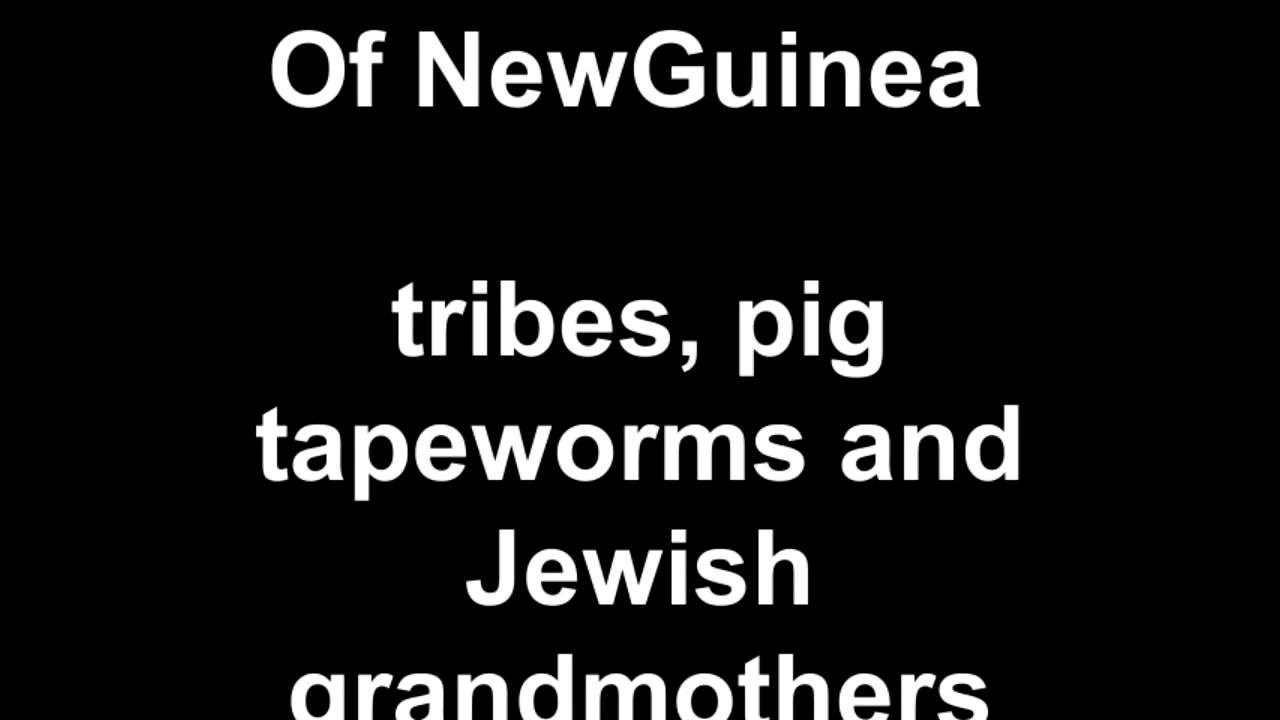 Of NewGuinea
tribes, pig
tapeworms and
Jewish
grandmothers